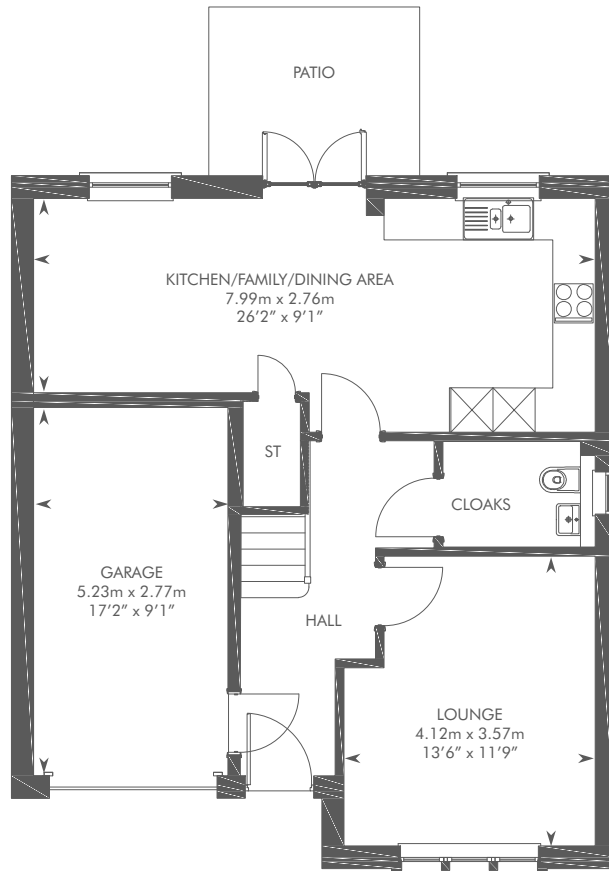 PATIO
KITCHEN/FAMILY/DINING AREA
7.99m x 2.76m
26’2” x 9’1”
ST
CLOAKS
GARAGE
5.23m x 2.77m
17’2” x 9’1”
HALL
LOUNGE
4.12m x 3.57m
13’6” x 11’9”